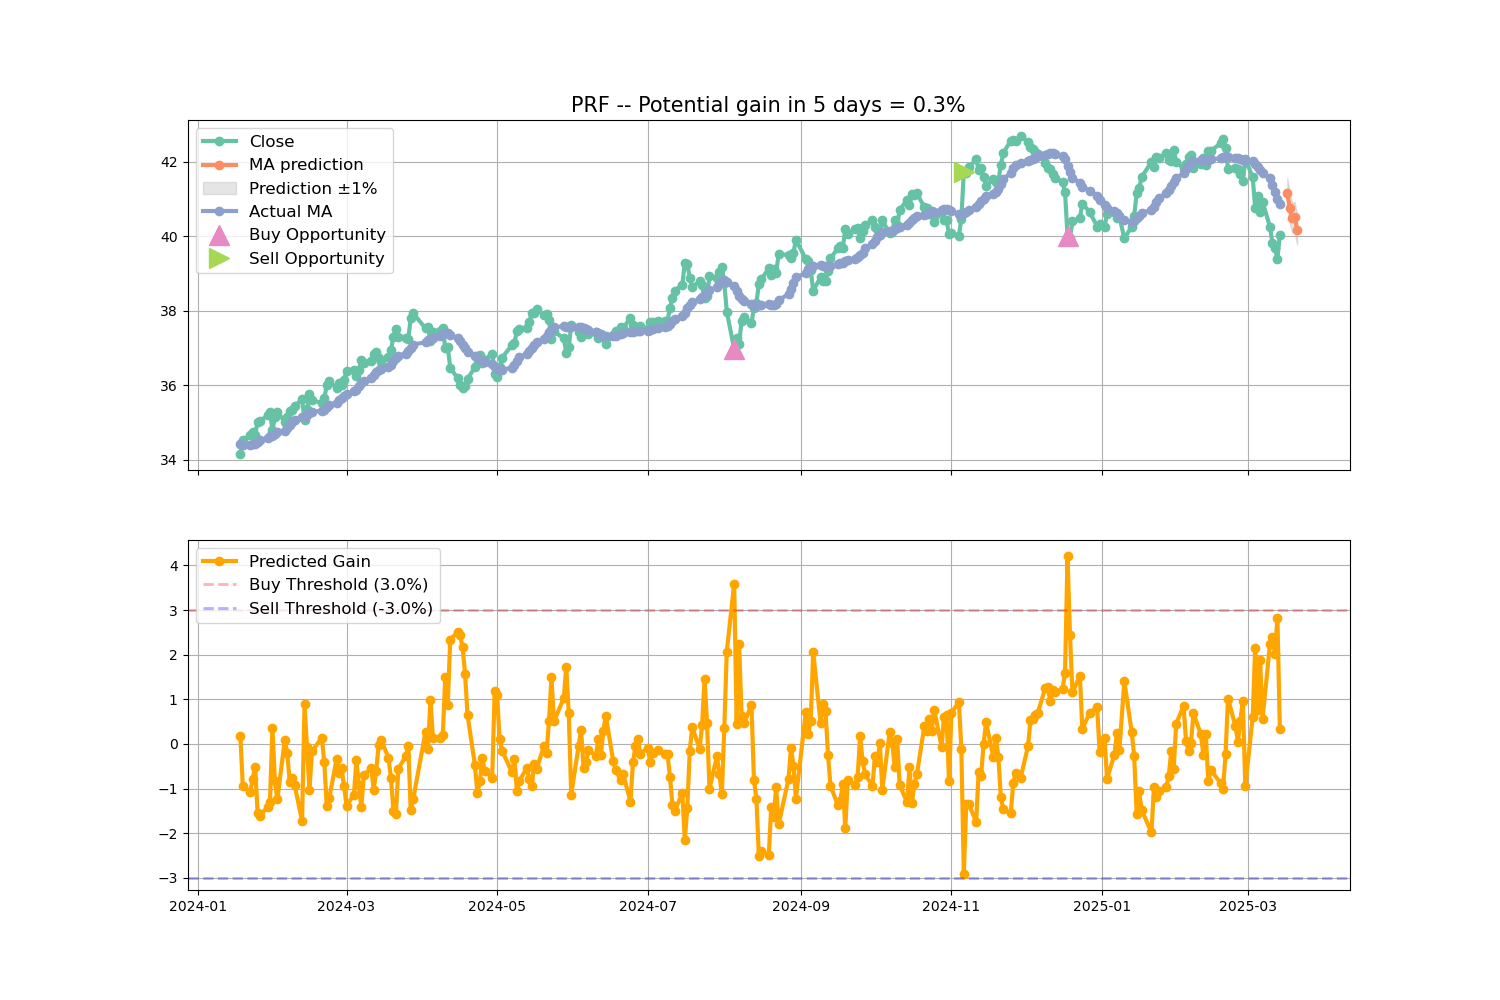 PRF -- Potential gain in 5 days = 0.3%
Close
MA prediction
Prediction ±1%
Actual MA
Buy Opportunity
Sell Opportunity
42
40
38
36
34
Predicted Gain
Buy Threshold (3.0%)
Sell Threshold (-3.0%)
4
3
2
1
0
−1
−2
−3
2024-01
2024-03
2024-05
2024-07
2024-09
2024-11
2025-01
2025-03